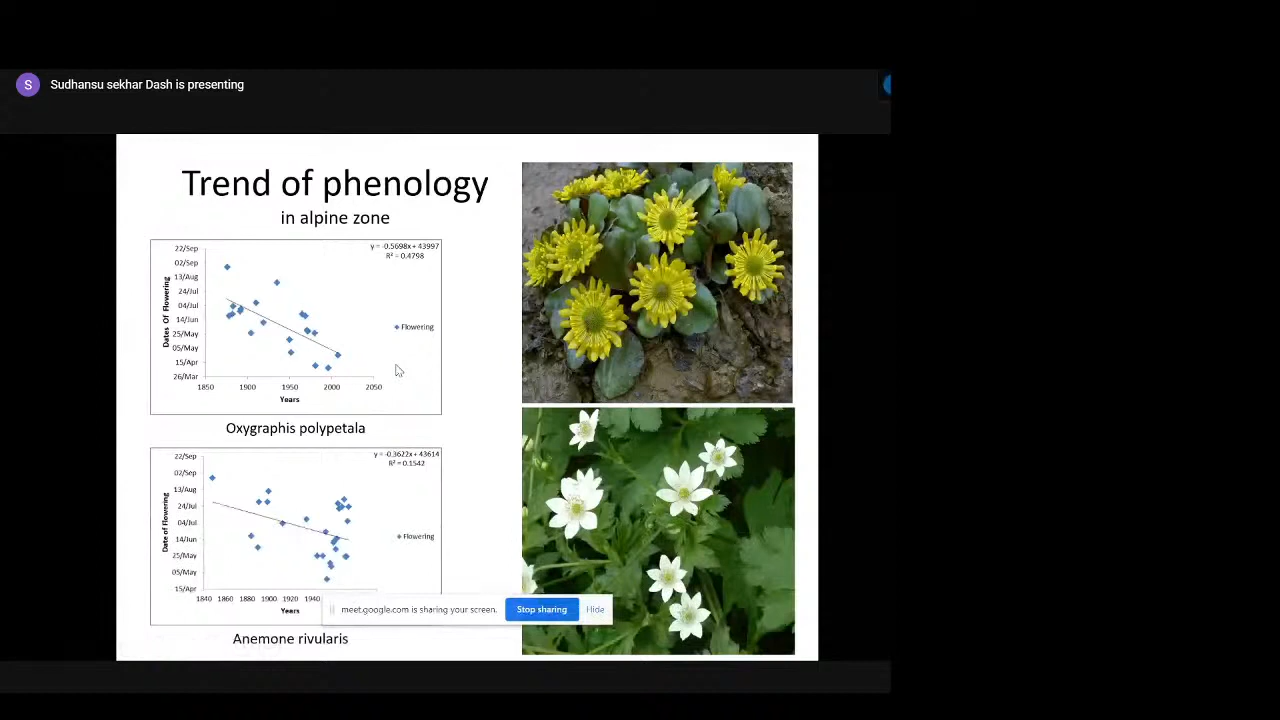 S
Sudhansu sekhar Dash is presenting
Trend of phenology
in alpine zone
y = -0.5698x + 43997
R² = 0.4798
22/Sep
02/Sep
13/Aug
24/Jul
04/Jul
14/Jun
25/May
05/May
15/Apr
26/Mar
Dates Of Flowering
Flowering
1850 1900 1950 2000 2050
Years
Oxygraphis polypetala
y = -0.3622x + 43614
R² = 0.1542
22/Sep
02/Sep
13/Aug
24/Jul
04/Jul
14/Jun
25/May
05/May
15/Apr
Date of Flowering
Flowering
1840 1860 1880 1900 1920 1940
Years
meet.google.com is sharing your screen.
Stop sharing
Hide
Anemone rivularis